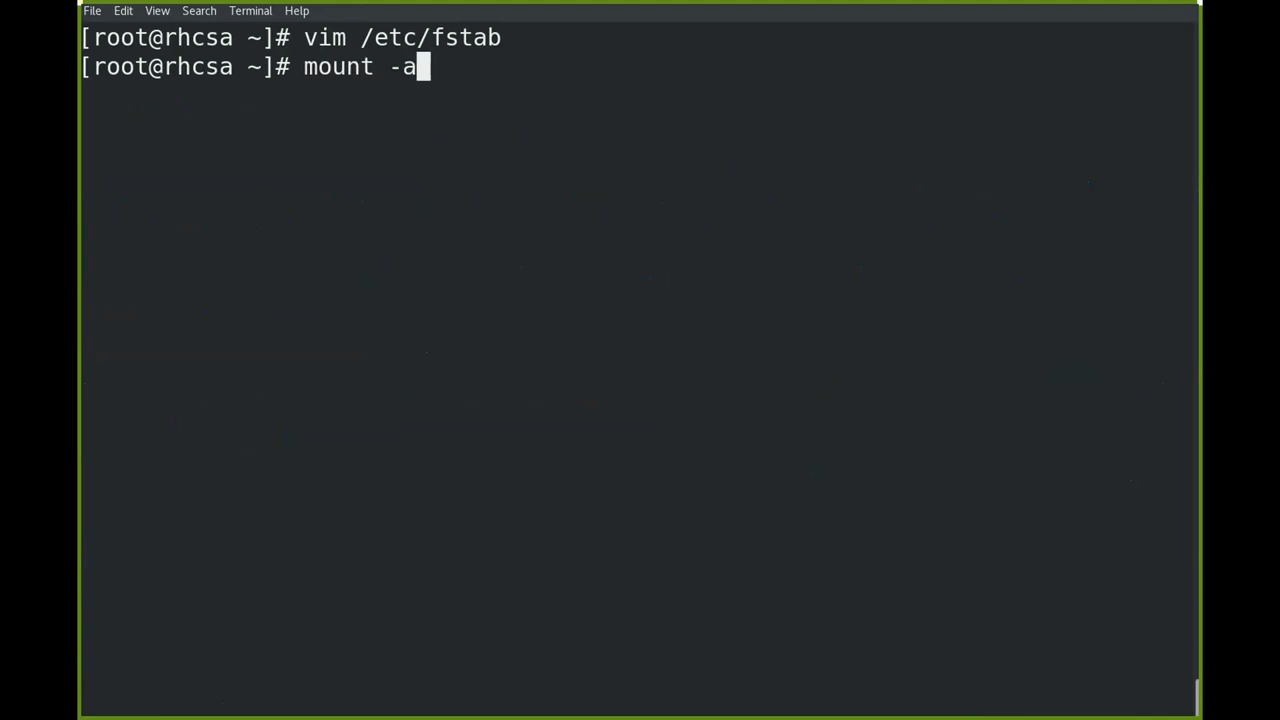 File Edit View Search Terminal Help
[root@rhcsa ~]# vim /etc/fstab
[root@rhcsa ~]# mount -a